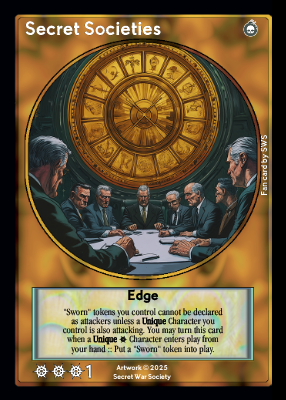 Secret Societies
Fan card by SWS
Edge
"Sworn" tokens you control cannot be declared
as attackers unless a Unique Character you
control is also attacking. You may turn this card
when a Unique Character enters play from
your hand :: Put a "Sworn" token into play.
1
Artwork © 2025
Secret War Society